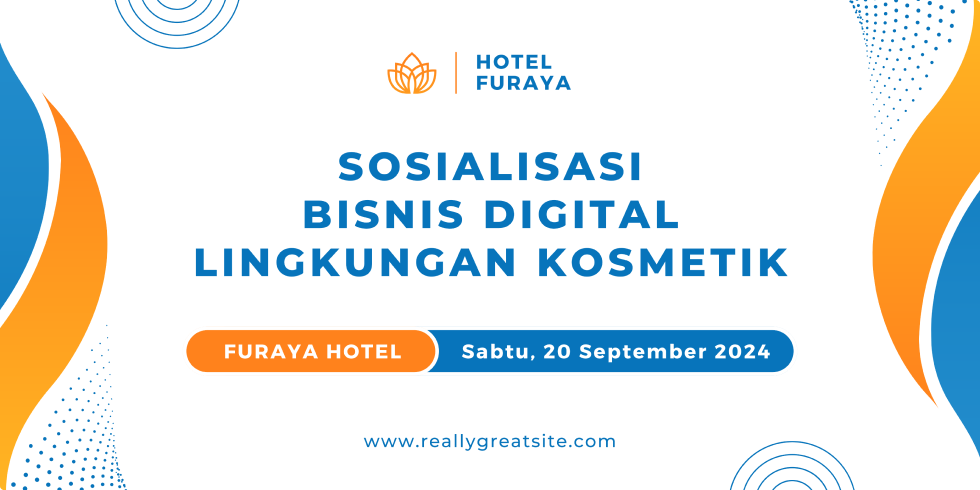 HOTEL
FURAYA
SOSIALISASI
BISNIS DIGITAL
LINGKUNGAN KOSMETIK
FURAYA HOTEL
Sabtu, 20 September 2024
www.reallygreatsite.com